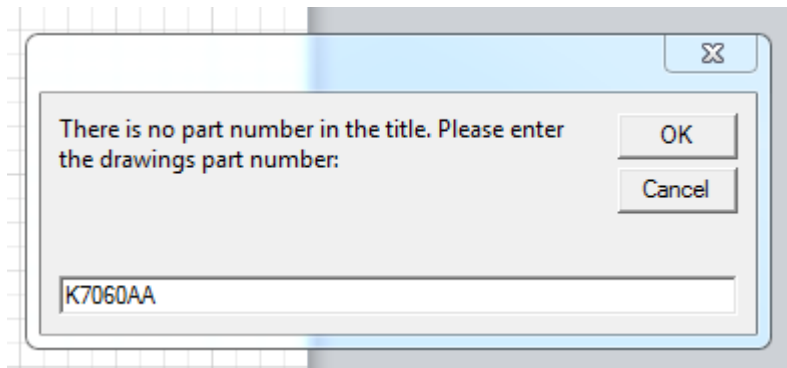 There is no part number in the title. Please enter
the drawings part number:
OK
Cancel
K7060AA